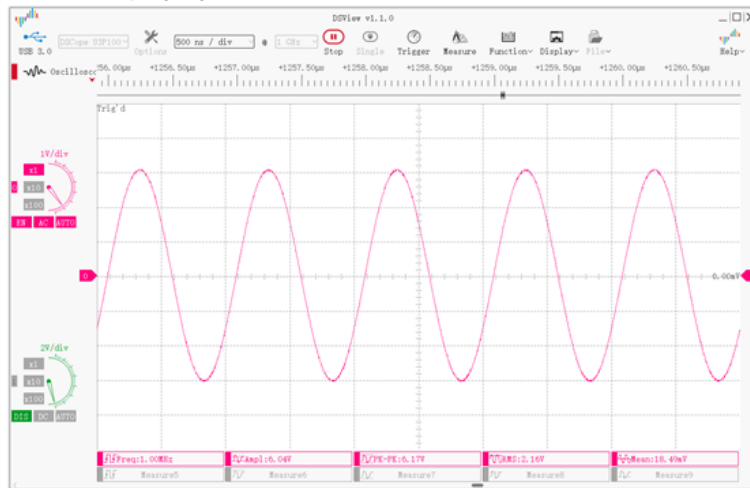 DSView v1.1.0
USB 3.0 DSCope U3P100 Options 500 ns / div @ 1 GHz Stop Single Trigger Measure Function Display File Help
Oscillosc 56.00μs +1256.50μs +1257.00μs +1257.50μs +1258.00μs +1258.50μs +1259.00μs +1259.50μs +1260.00μs +1260.50μs
Trig'd
1V/div
x1
0 x10
x100
EN AC AUTO
0 0.00mV
2V/div
x1
1 x10
x100
DIS DC AUTO
Freq:1.00MHz Ampl:6.04V PK-PK:6.17V RMS:2.16V Mean:18.49mV
Measure5 Measure6 Measure7 Measure8 Measure9